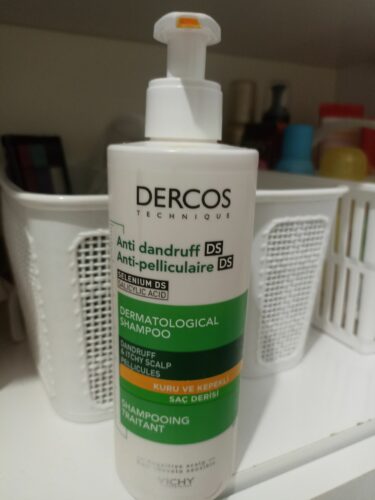 DERCOS
TECHNIQUE
Anti dandruff DS
Anti-pelliculaire DS
SELENIUM DS
SALICYLIC ACID
DERMATOLOGICAL
SHAMPOO
DANDRUFF
& ITCHY SCALP
PELLICULES
KURU VE KEPEKLİ
SAÇ DERİSİ
SHAMPOOING
TRAITANT
VICHY